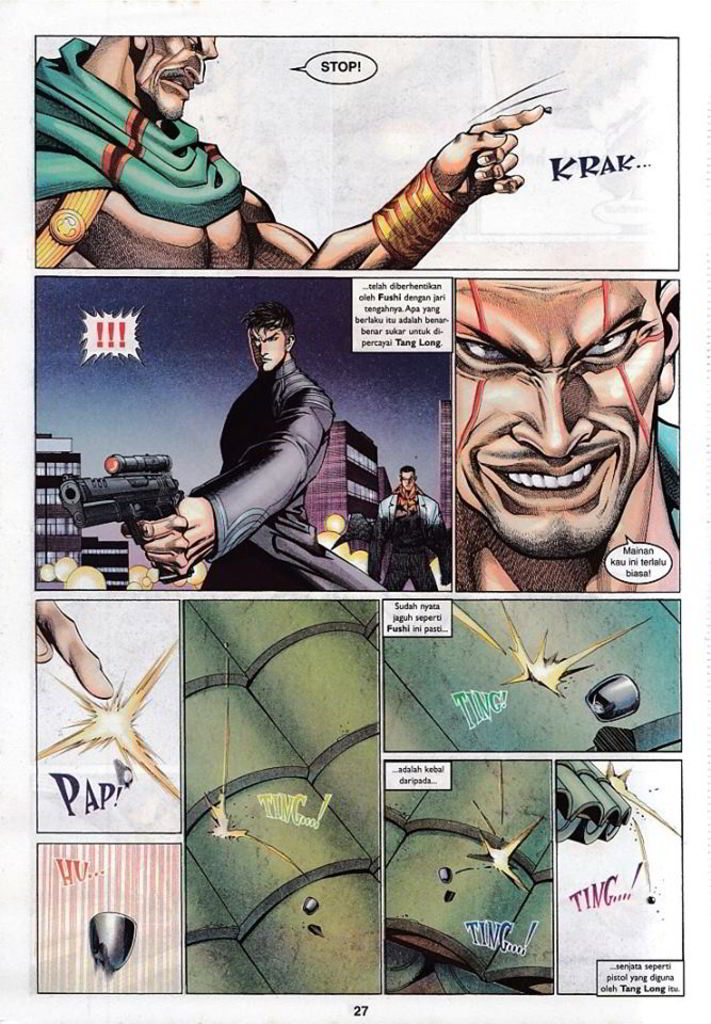 STOP!
KRAK...
!!!
...telah diberhentikan
oleh Fushi dengan jari
tengahnya. Apa yang
berlaku itu adalah benar-
benar sukar untuk di-
percayai Tang Long.
Mainan
kau ini terlalu
biasa!
PAP!
HU...
TING....!
Sudah nyata
jaguh seperti
Fushi ini pasti...
TING!
...adalah kebal
daripada...
TING....!
TING....!
...senjata seperti
pistol yang diguna
oleh Tang Long itu.
27